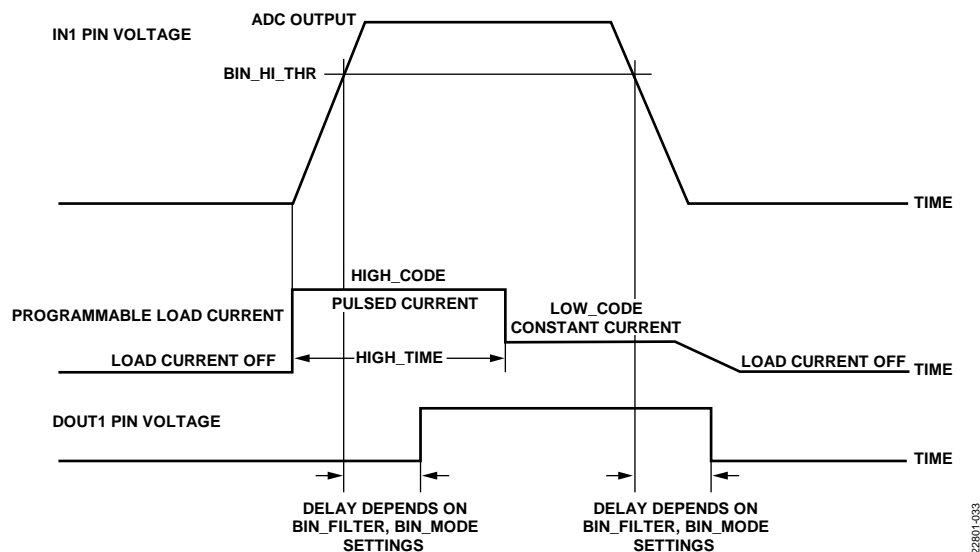 ADC OUTPUT
IN1 PIN VOLTAGE
BIN_HI_THR
TIME
HIGH_CODE
PULSED CURRENT
LOW_CODE
CONSTANT CURRENT
PROGRAMMABLE LOAD CURRENT
LOAD CURRENT OFF
HIGH_TIME
LOAD CURRENT OFF
TIME
DOUT1 PIN VOLTAGE
TIME
DELAY DEPENDS ON
BIN_FILTER, BIN_MODE
SETTINGS
DELAY DEPENDS ON
BIN_FILTER, BIN_MODE
SETTINGS
22801-033